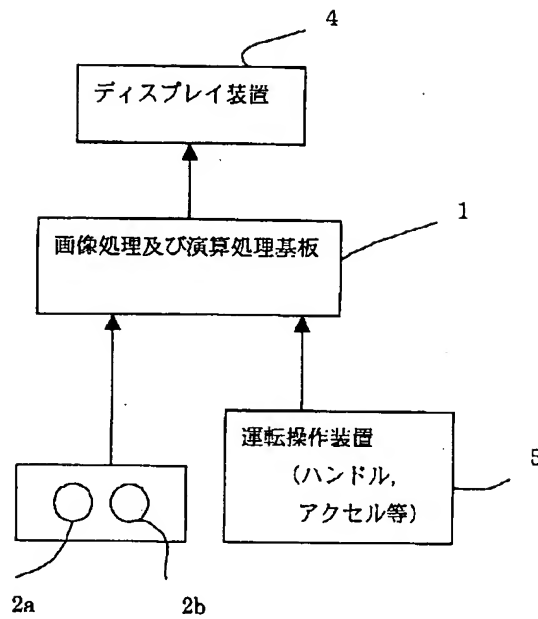 4
ディスプレイ装置
1
画像処理及び演算処理基板
運転操作装置
(ハンドル,
アクセル等)
5
2a
2b